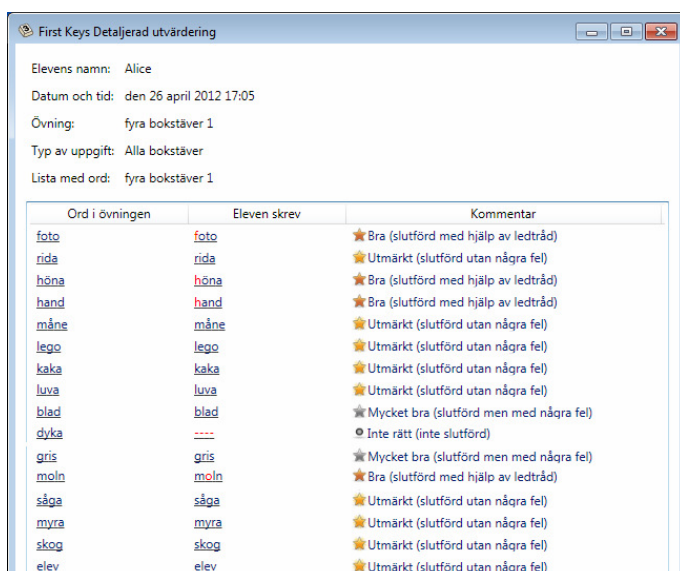 First Keys Detaljerad utvärdering
Elevens namn: Alice
Datum och tid: den 26 april 2012 17:05
Övning: fyra bokstäver 1
Typ av uppgift: Alla bokstäver
Lista med ord: fyra bokstäver 1
Ord i övningen Eleven skrev Kommentar
foto foto Bra (slutförd med hjälp av ledtråd)
rida rida Utmärkt (slutförd utan några fel)
höna höna Bra (slutförd med hjälp av ledtråd)
hand hand Bra (slutförd med hjälp av ledtråd)
måne måne Utmärkt (slutförd utan några fel)
lego lego Utmärkt (slutförd utan några fel)
kaka kaka Utmärkt (slutförd utan några fel)
luva luva Utmärkt (slutförd utan några fel)
blad blad Mycket bra (slutförd men med några fel)
dyka ---- Inte rätt (inte slutförd)
gris gris Mycket bra (slutförd men med några fel)
moln moln Bra (slutförd med hjälp av ledtråd)
såga såga Utmärkt (slutförd utan några fel)
myra myra Utmärkt (slutförd utan några fel)
skog skog Utmärkt (slutförd utan några fel)
elev elev Utmärkt (slutförd utan några fel)